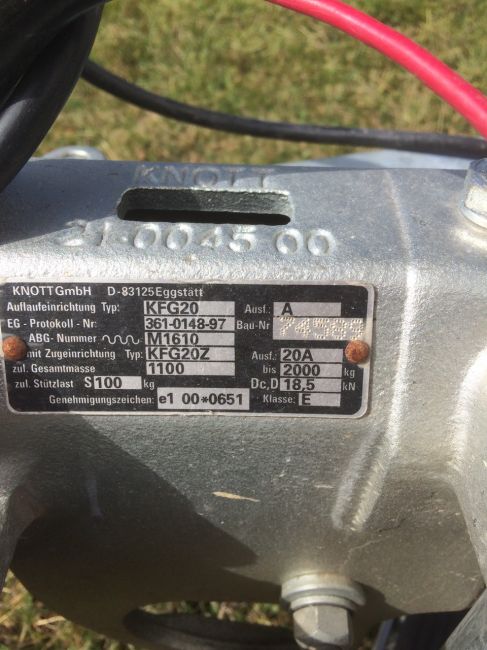 KNOTT
21-0045 00
KNOTT GmbH D-83125 Eggstätt
Auflaufeinrichtung Typ: KFG20 Ausf.: A
EG - Protokoll - Nr: 361-0148-97 Bau-Nr 74589
ABG- Nummer M1610
mit Zugeinrichtung Typ: KFG20Z Ausf: 20A
zul. Gesamtmasse 1100 bis 2000 kg
zul. Stützlast S 100 kg Dc,D 18,5 kN
Genehmigungszeichen: e1 00*0651 Klasse: E